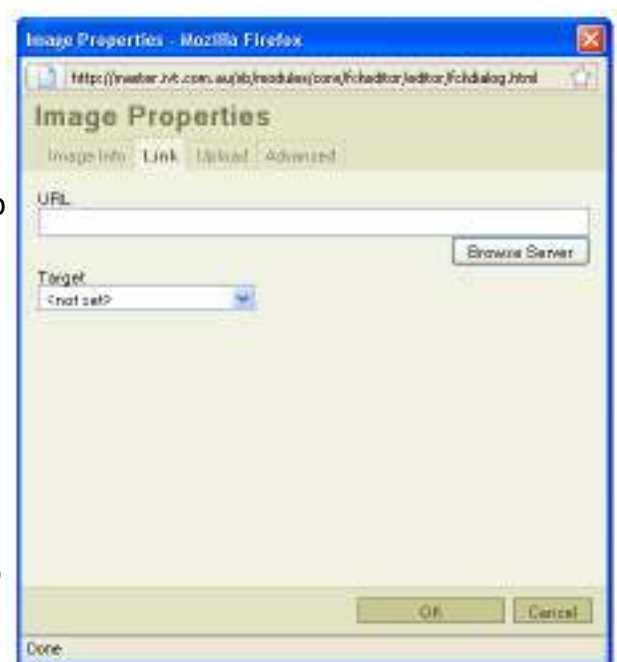 Image Properties - Mozilla Firefox
Image Properties
Image Info Link Upload Advanced
URL
Browse Server
Target
<not set>
OK Cancel
Done